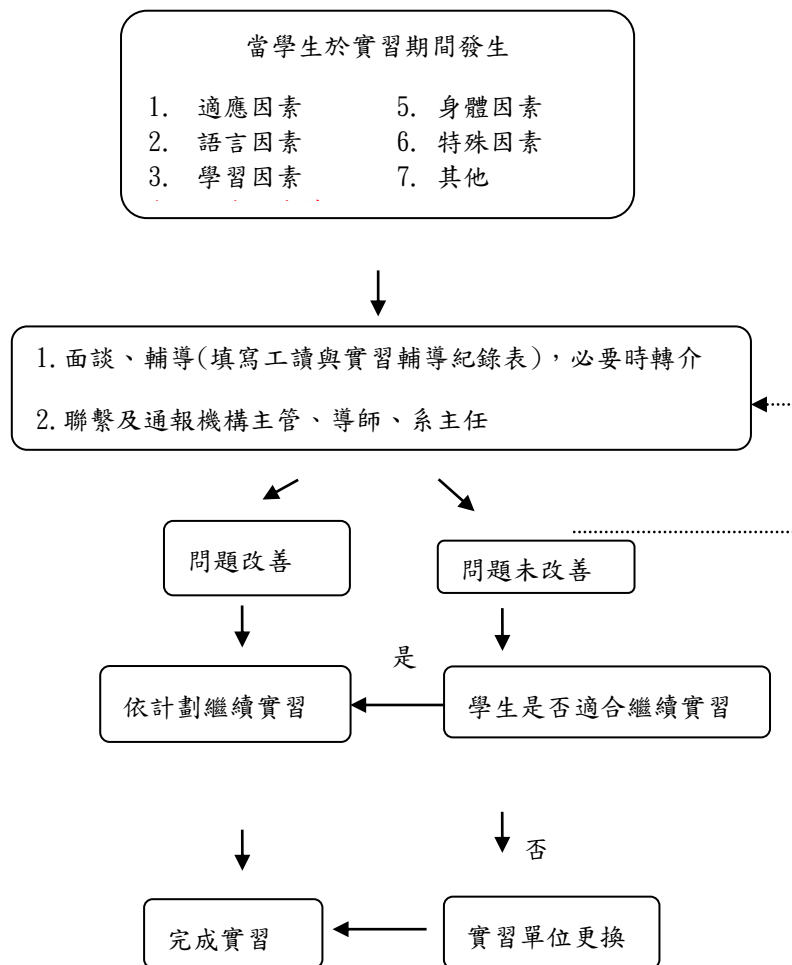 當學生於實習期間發生
1. 適應因素
2. 語言因素
3. 學習因素
5. 身體因素
6. 特殊因素
7. 其他
1.面談、輔導(填寫工讀與實習輔導紀錄表)，必要時轉介
2.聯繫及通報機構主管、導師、系主任
問題改善
問題未改善
依計劃繼續實習
是
學生是否適合繼續實習
否
完成實習
實習單位更換